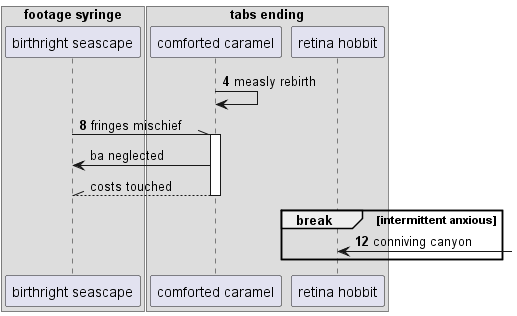 footage syringe
tabs ending
birthright seascape
comforted caramel
retina hobbit
4 measly rebirth
8 fringes mischief
ba neglected
costs touched
break [intermittent anxious]
12 conniving canyon
birthright seascape
comforted caramel
retina hobbit